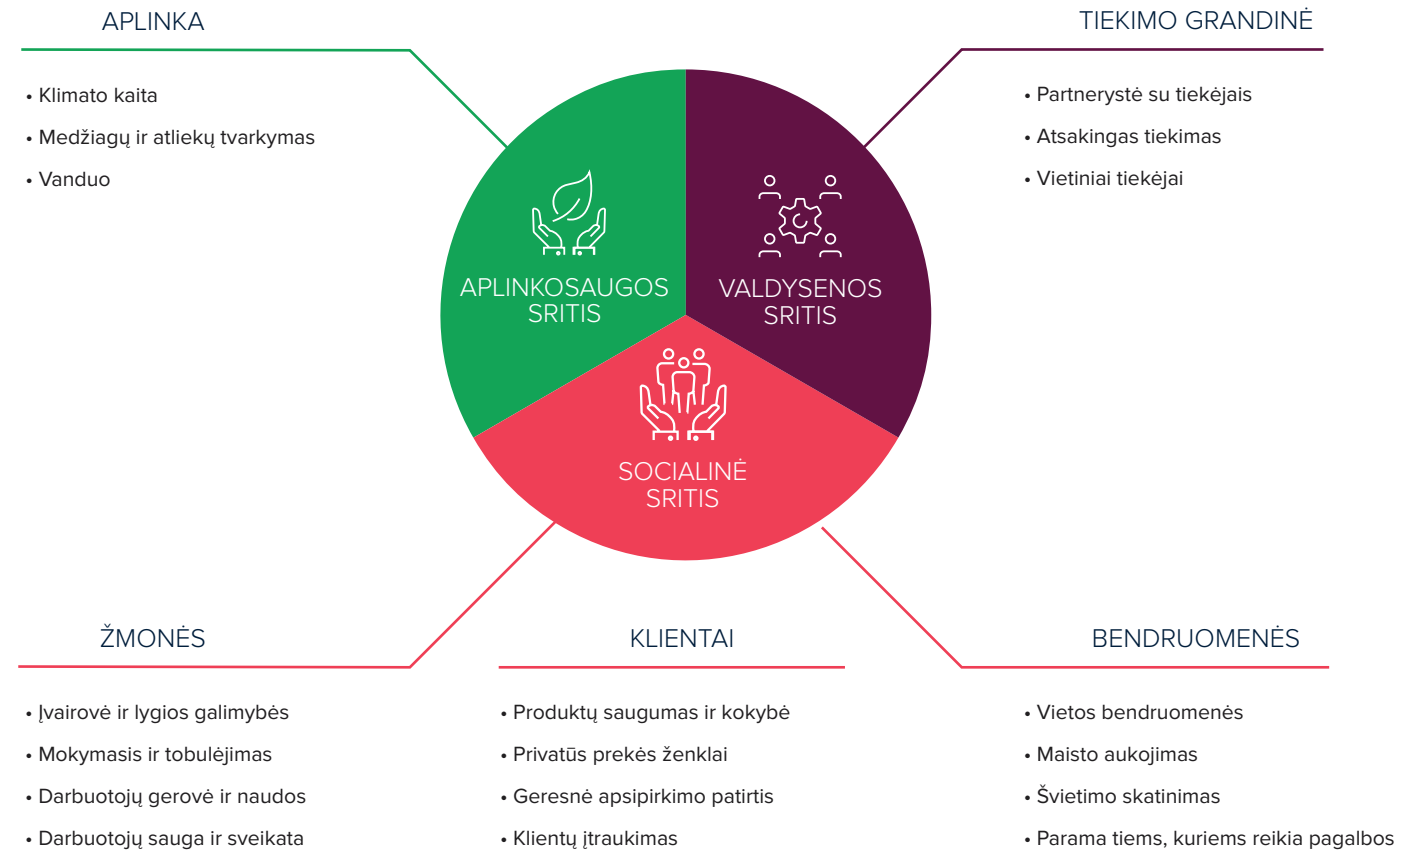 APLINKA
• Klimato kaita
• Medžiagų ir atliekų tvarkymas
• Vanduo
TIEKIMO GRANDINĖ
• Partnerystė su tiekėjais
• Atsakingas tiekimas
• Vietiniai tiekėjai
APLINKOSAUGOS
SRITIS
VALDYSENOS
SRITIS
SOCIALINĖ
SRITIS
ŽMONĖS
• Įvairovė ir lygios galimybės
• Mokymasis ir tobulėjimas
• Darbuotojų gerovė ir naudos
• Darbuotojų sauga ir sveikata
KLIENTAI
• Produktų saugumas ir kokybė
• Privatūs prekės ženklai
• Geresnė apsipirkimo patirtis
• Klientų įtraukimas
BENDRUOMENĖS
• Vietos bendruomenės
• Maisto aukojimas
• Švietimo skatinimas
• Parama tiems, kuriems reikia pagalbos